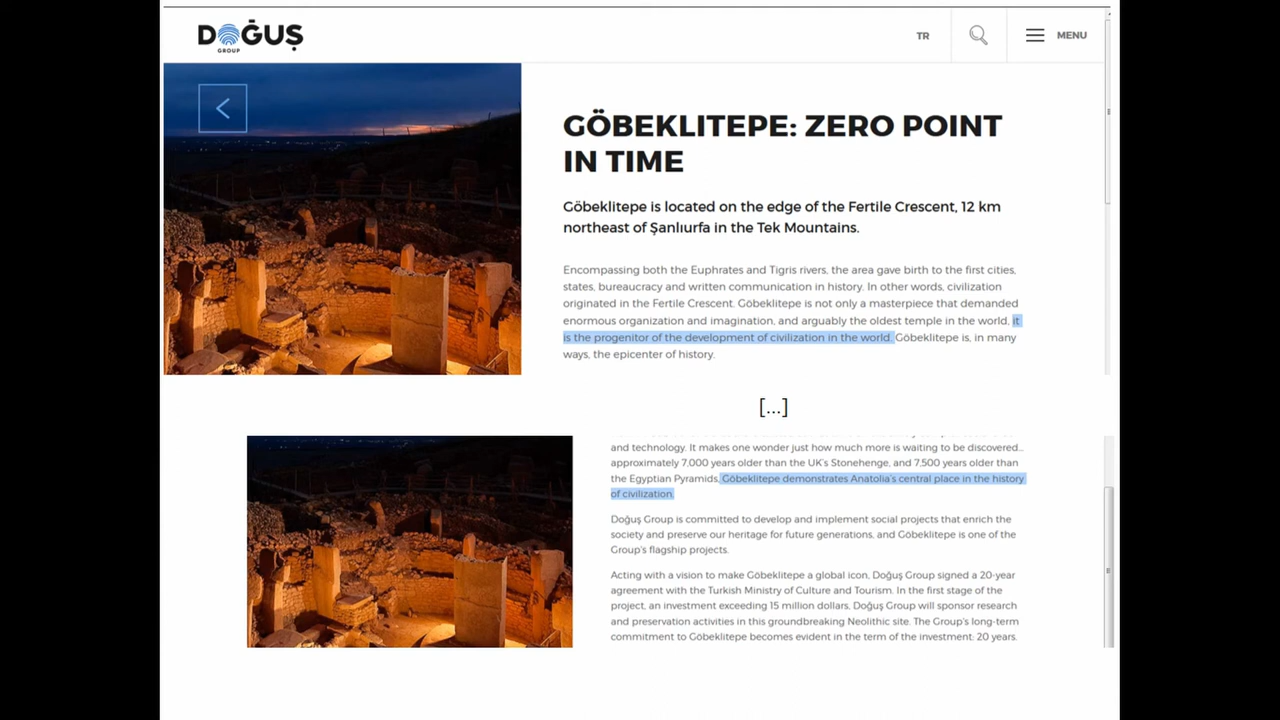 DOĞUŞ
GROUP
TR
MENU
GÖBEKLITEPE: ZERO POINT
IN TIME
Göbeklitepe is located on the edge of the Fertile Crescent, 12 km
northeast of Şanlıurfa in the Tek Mountains.
Encompassing both the Euphrates and Tigris rivers, the area gave birth to the first cities,
states, bureaucracy and written communication in history. In other words, civilization
originated in the Fertile Crescent. Göbeklitepe is not only a masterpiece that demanded
enormous organization and imagination, and arguably the oldest temple in the world, it
is the progenitor of the development of civilization in the world. Göbeklitepe is, in many
ways, the epicenter of history.
[...]
and technology. It makes one wonder just how much more is waiting to be discovered...
approximately 7,000 years older than the UK's Stonehenge, and 7,500 years older than
the Egyptian Pyramids, Göbeklitepe demonstrates Anatolia's central place in the history
of civilization.
Doğuş Group is committed to develop and implement social projects that enrich the
society and preserve our heritage for future generations, and Göbeklitepe is one of the
Group's flagship projects.
Acting with a vision to make Göbeklitepe a global icon, Doğuş Group signed a 20-year
agreement with the Turkish Ministry of Culture and Tourism. In the first stage of the
project, an investment exceeding 15 million dollars, Doğuş Group will sponsor research
and preservation activities in this groundbreaking Neolithic site. The Group's long-term
commitment to Göbeklitepe becomes evident in the term of the investment: 20 years.